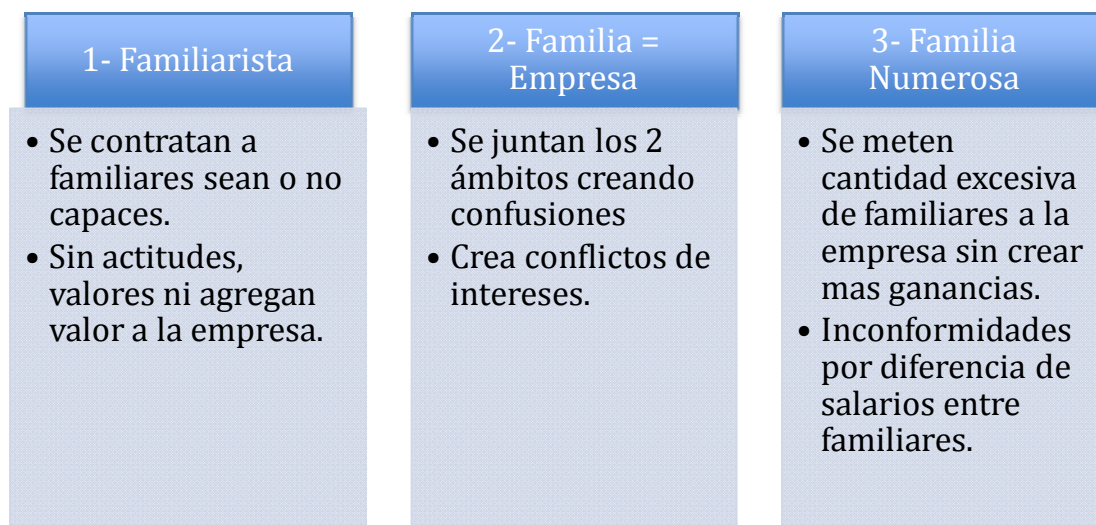 1- Familiarista
• Se contratan a
familiares sean o no
capaces.
• Sin actitudes,
valores ni agregan
valor a la empresa.
2- Familia =
Empresa
• Se juntan los 2
ámbitos creando
confusiones
• Crea conflictos de
intereses.
3- Familia
Numerosa
• Se meten
cantidad excesiva
de familiares a la
empresa sin crear
mas ganancias.
• Inconformidades
por diferencia de
salarios entre
familiares.